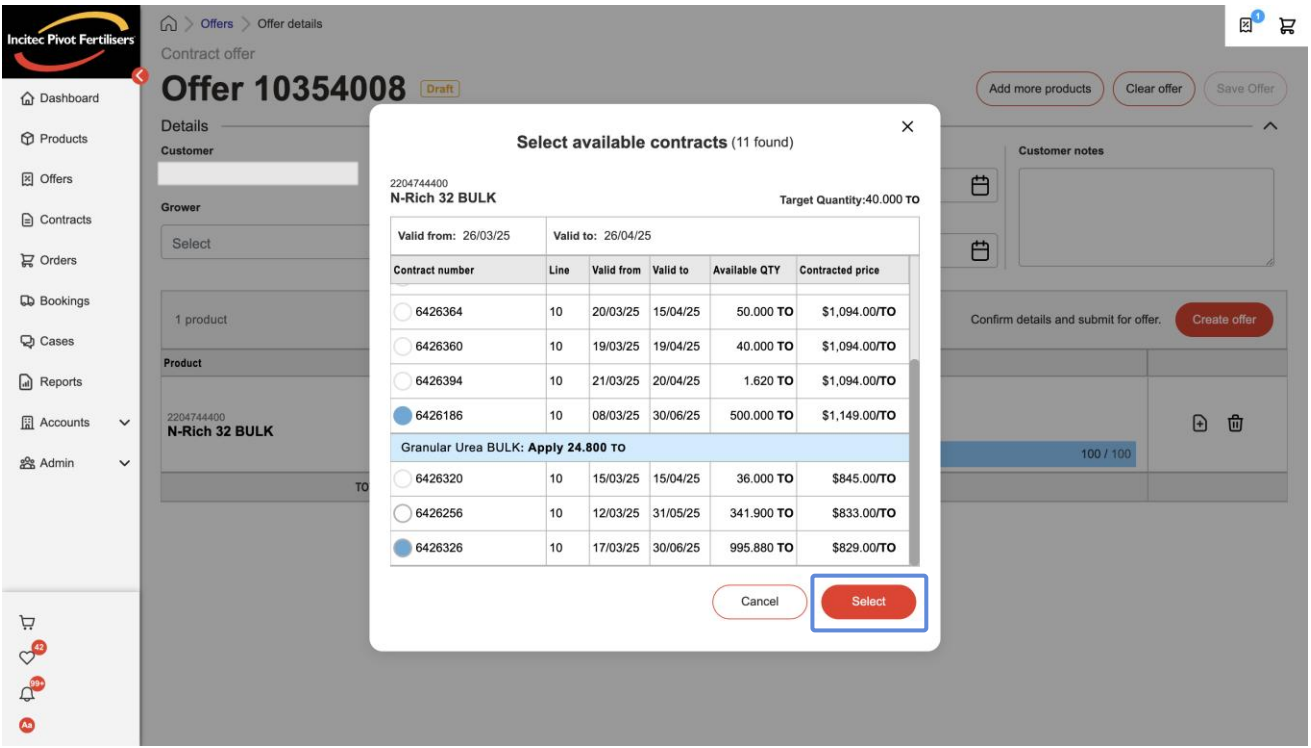 Incitec Pivot Fertilisers
Offers > Offer details
1
Contract offer
Offer 10354008 Draft
Add more products
Clear offer
Save Offer
Dashboard
Products
Offers
Contracts
Orders
Bookings
Cases
Reports
Accounts
Admin
42
99+
Aa
Details
Customer
Customer notes
Grower
Select
1 product
Confirm details and submit for offer.
Create offer
Product
2204744400
N-Rich 32 BULK
100 / 100
TO
Select available contracts (11 found)
2204744400
N-Rich 32 BULK
Target Quantity:40.000 TO
Valid from: 26/03/25 Valid to: 26/04/25
Contract number Line Valid from Valid to Available QTY Contracted price
6426364 10 20/03/25 15/04/25 50.000 TO $1,094.00/TO
6426360 10 19/03/25 19/04/25 40.000 TO $1,094.00/TO
6426394 10 21/03/25 20/04/25 1.620 TO $1,094.00/TO
6426186 10 08/03/25 30/06/25 500.000 TO $1,149.00/TO
Granular Urea BULK: Apply 24.800 TO
6426320 10 15/03/25 15/04/25 36.000 TO $845.00/TO
6426256 10 12/03/25 31/05/25 341.900 TO $833.00/TO
6426326 10 17/03/25 30/06/25 995.880 TO $829.00/TO
Cancel
Select